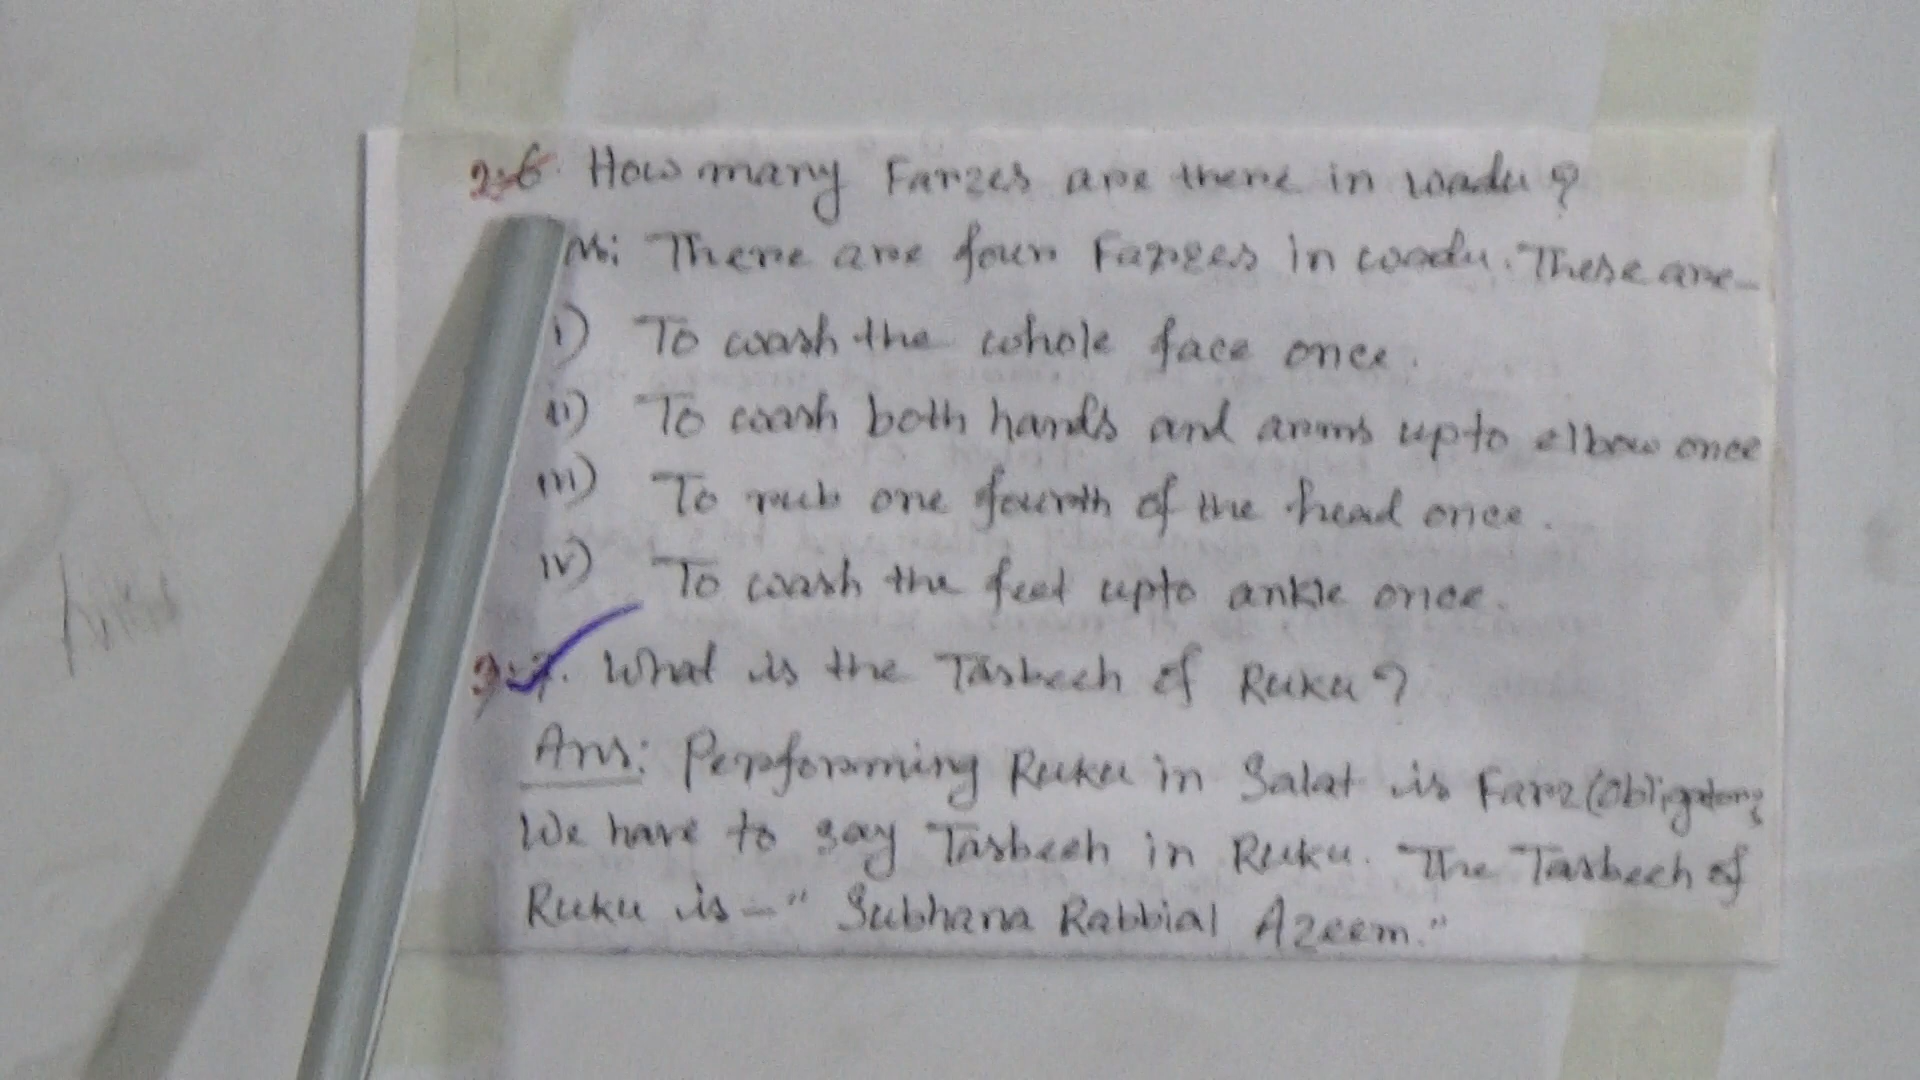 2.6. How many Farzes are there in wadu?
Ans: There are four Farzes in wadu. These are-
i) To wash the whole face once.
ii) To wash both hands and arms upto elbow once
iii) To rub one fourth of the head once.
iv) To wash the feet upto ankle once.
7. What is the Tasbeeh of Ruku?
Ans: Performing Ruku in Salat is Farz (Obligatory
We have to say Tasbeeh in Ruku. The Tasbeeh of
Ruku is - "Subhana Rabbial Azeem."